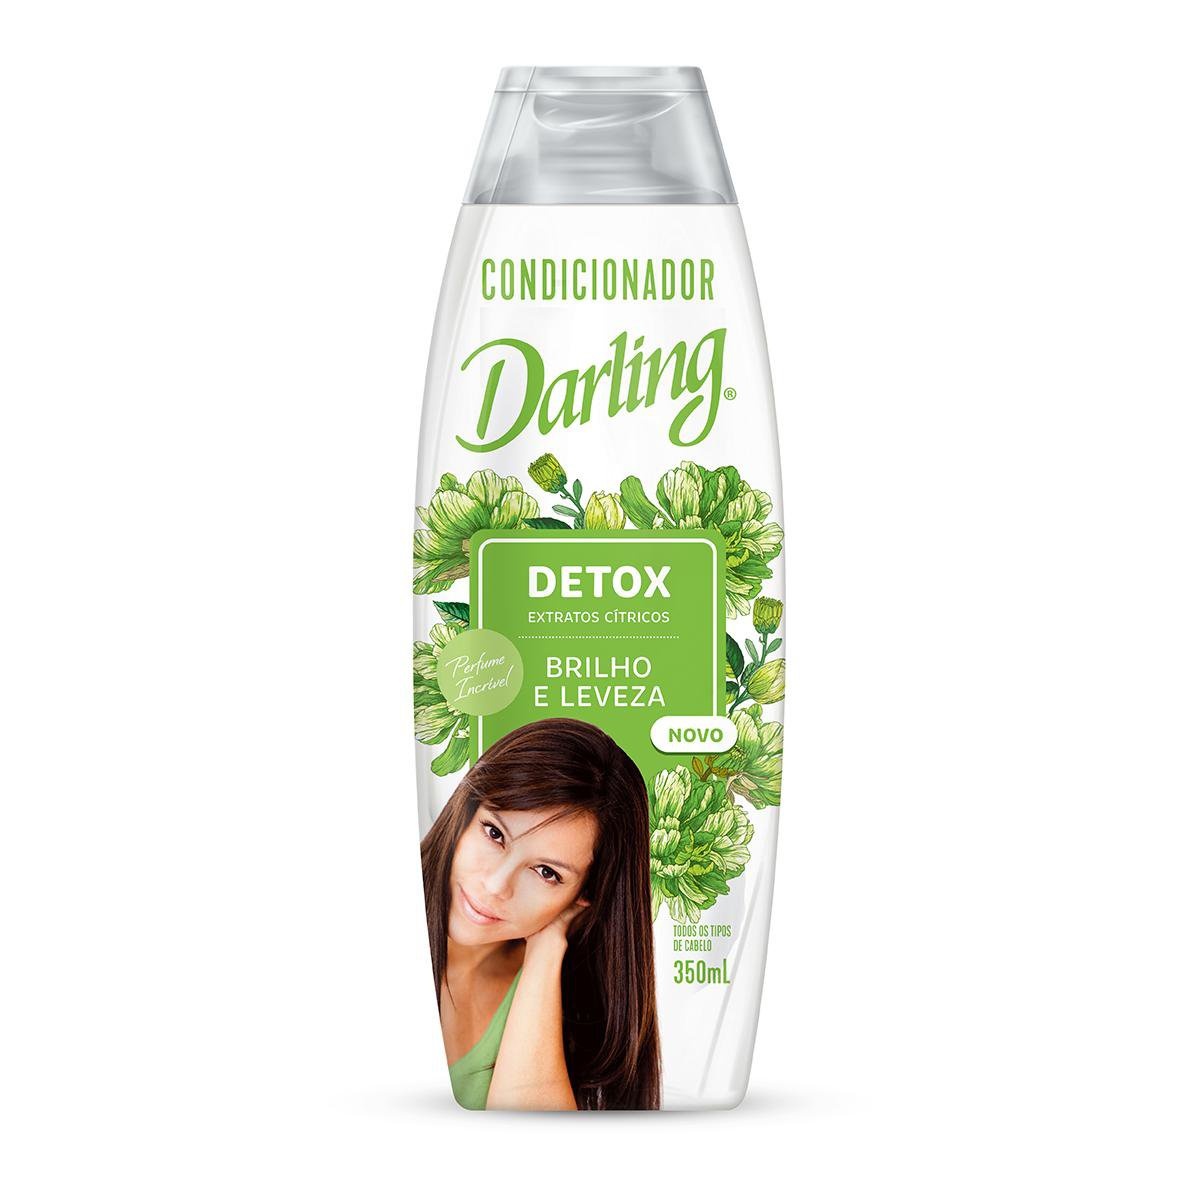 CONDICIONADOR
Darling®
DETOX
EXTRATOS CÍTRICOS
Perfume
Incrível
BRILHO
E LEVEZA
NOVO
TODOS OS TIPOS
DE CABELO
350mL